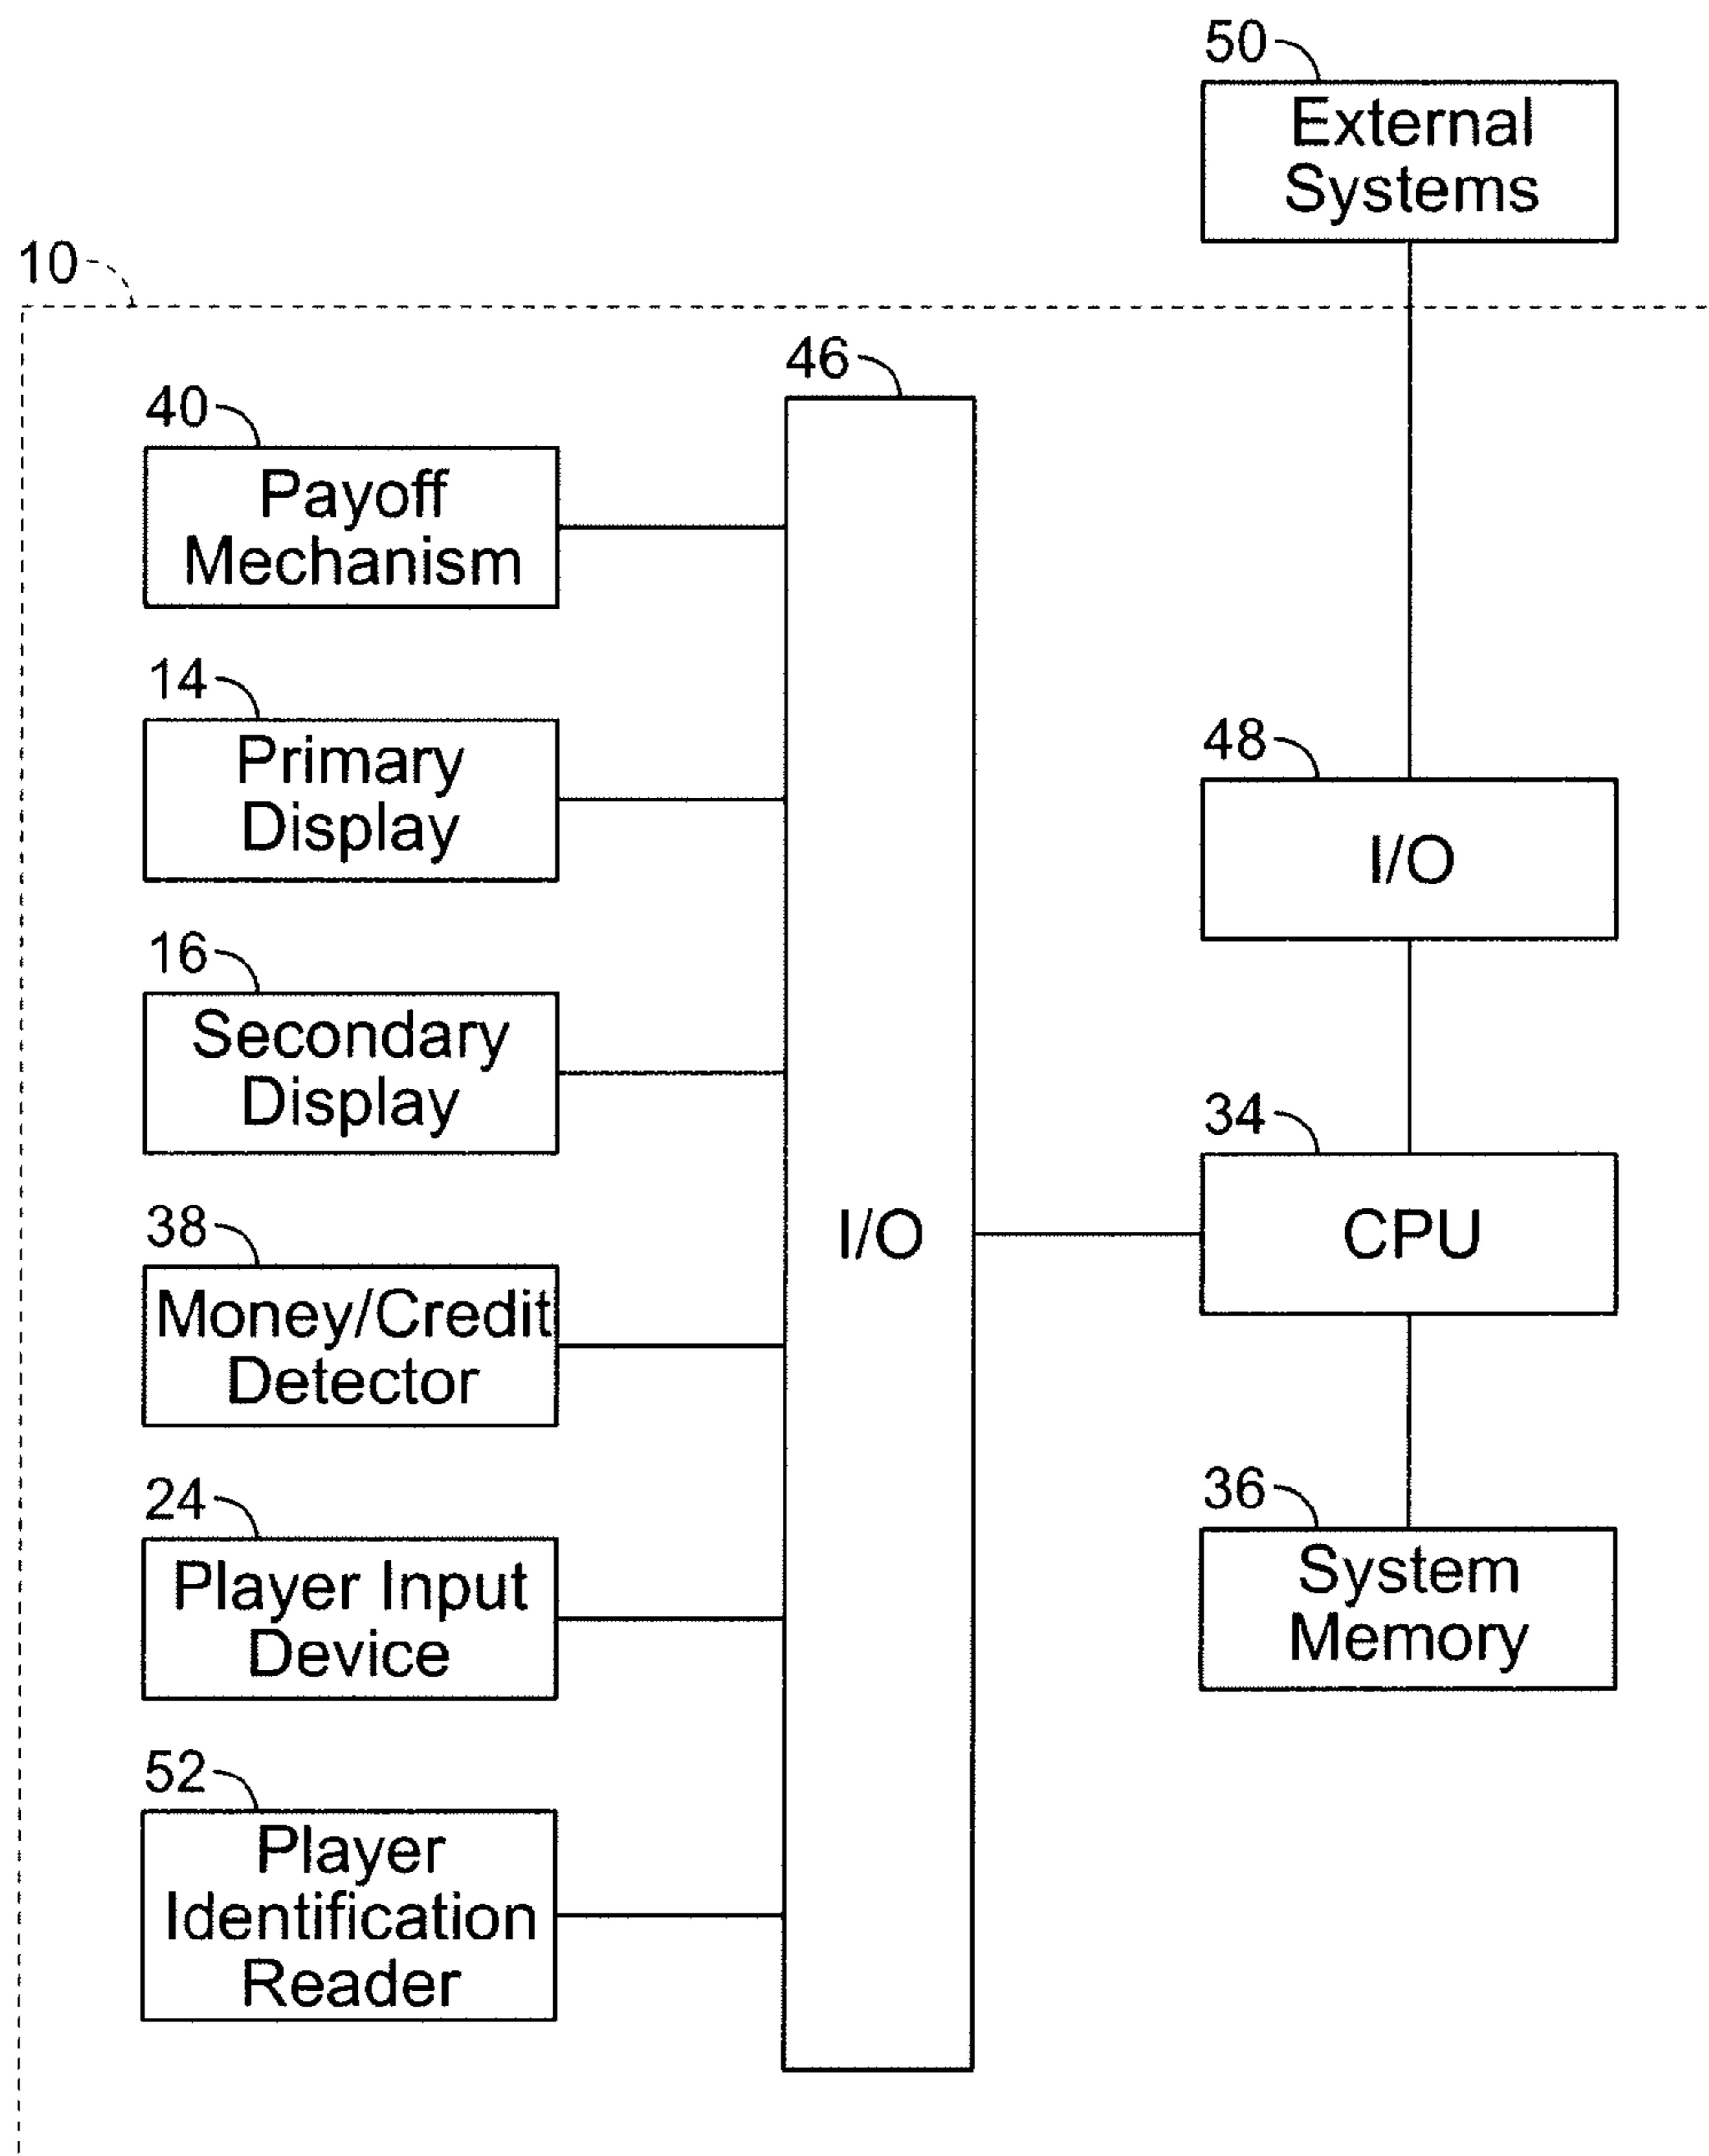 50
External
Systems
10
46
40
Payoff
Mechanism
14
Primary
Display
48
I/O
16
Secondary
Display
34
CPU
38
Money/Credit
Detector
I/O
24
Player Input
Device
36
System
Memory
52
Player
Identification
Reader